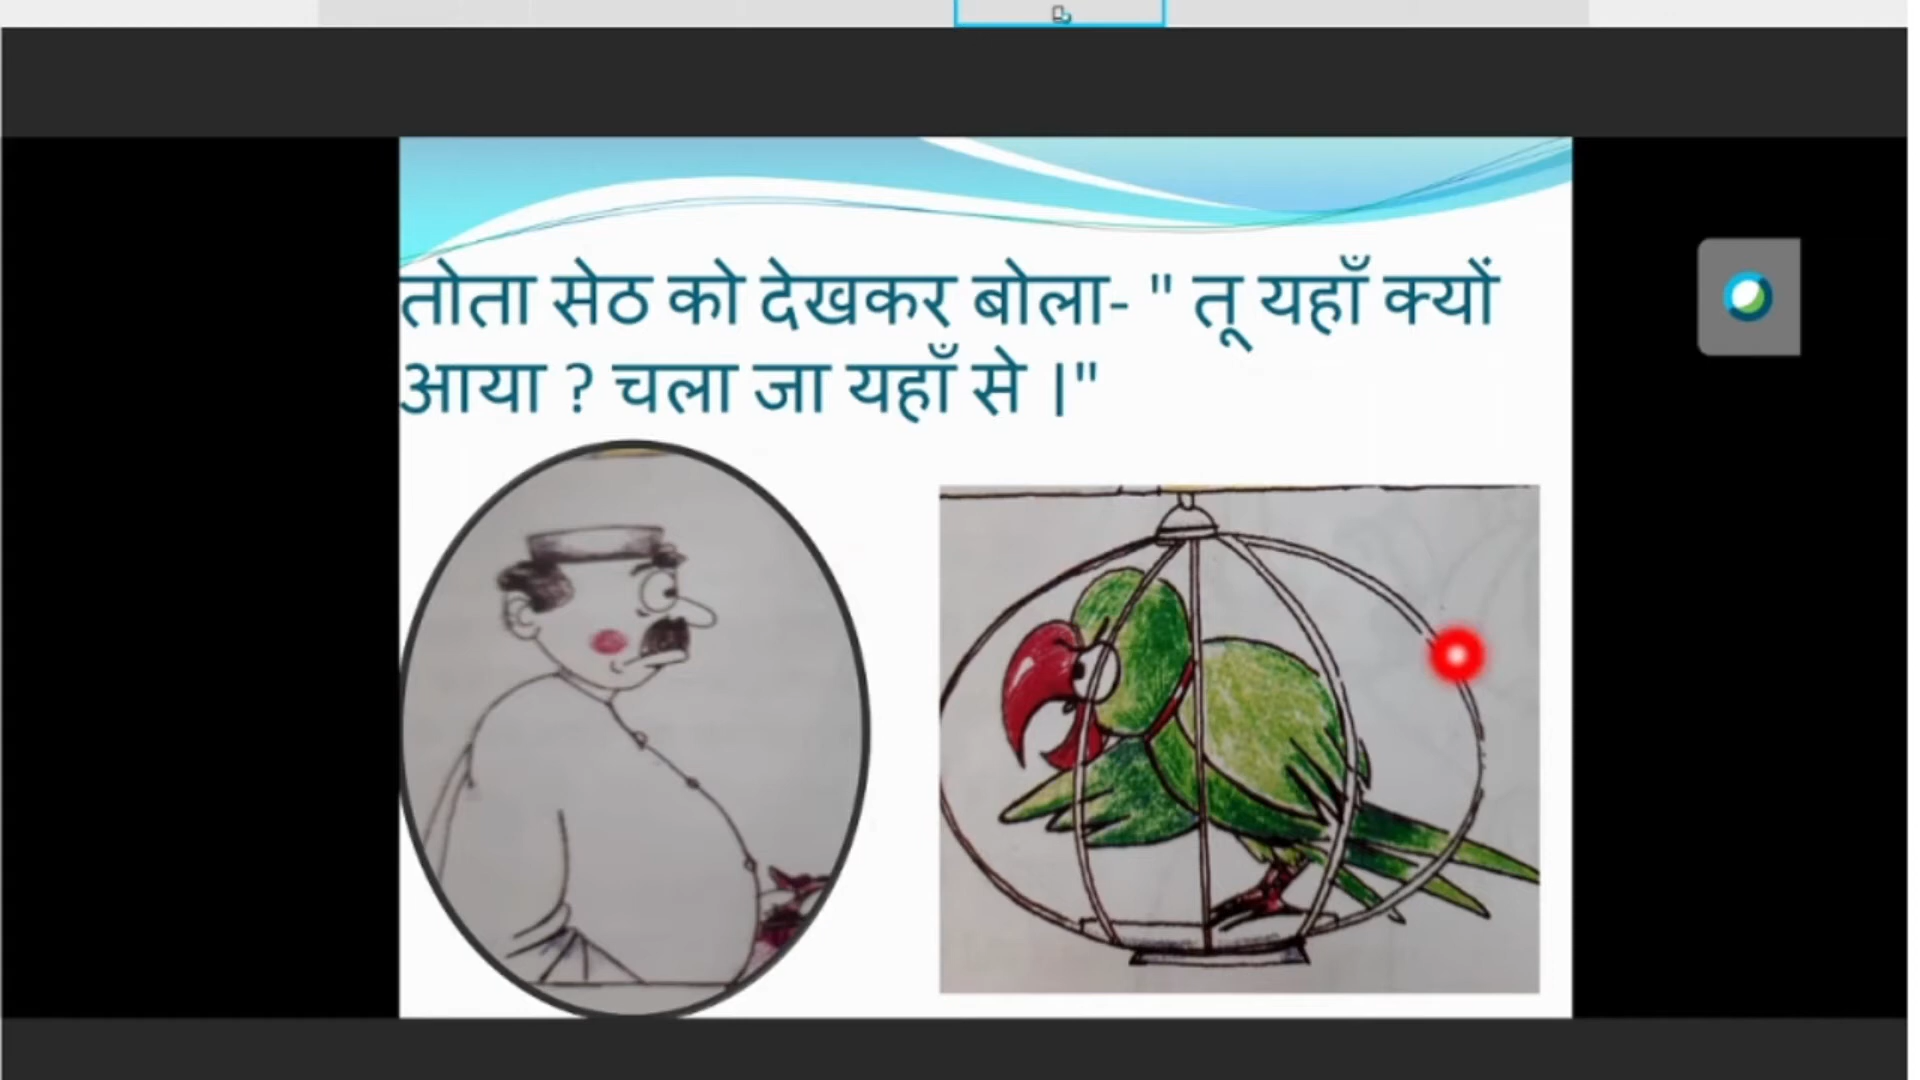 तोता सेठ को देखकर बोला- " तू यहाँ क्यों
आया ? चला जा यहाँ से |"